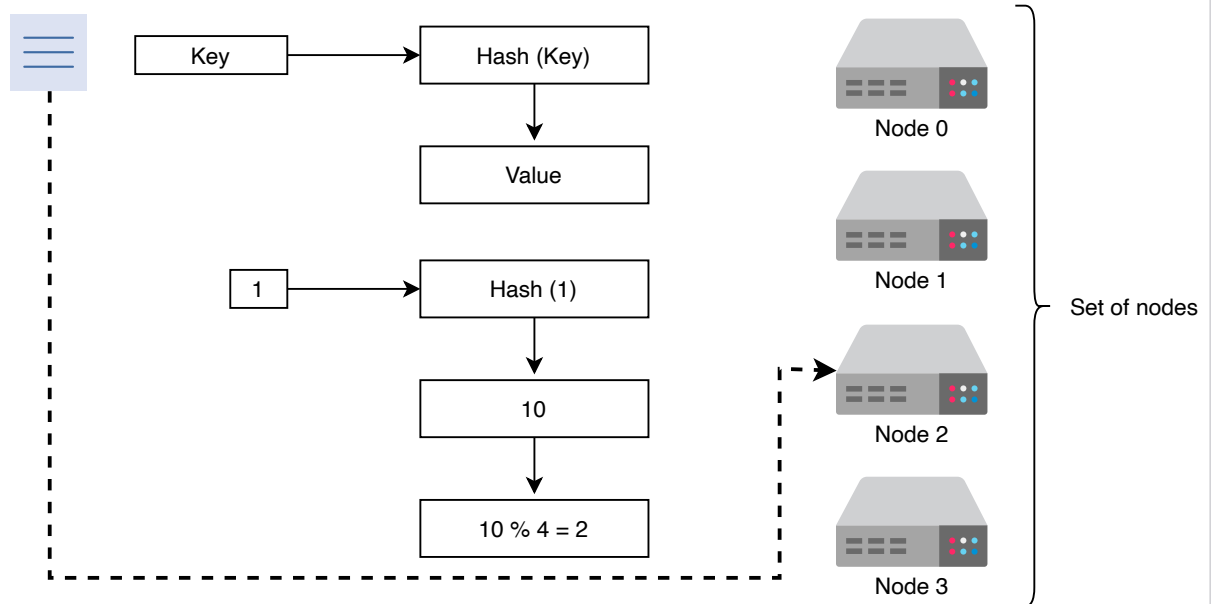 Key
Hash (Key)
Value
1
Hash (1)
10
10 % 4 = 2
Node 0
Node 1
Node 2
Node 3
Set of nodes